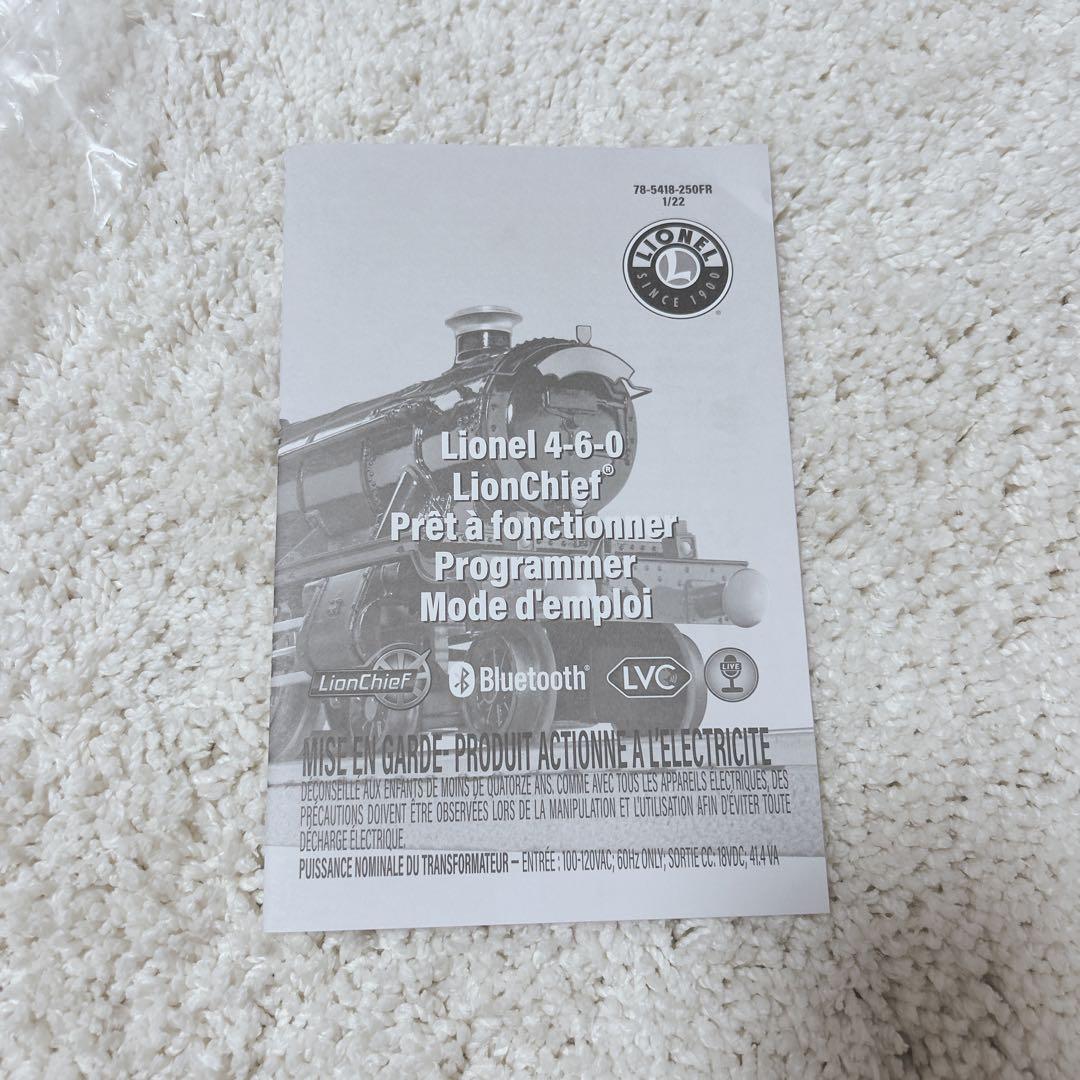 78-5418-250FR
1/22
LIONEL
L
SINCE 1900
®
Lionel 4-6-0
LionChief®
Prêt à fonctionner
Programmer
Mode d'emploi
LionChief Bluetooth® LVC LIVE
MISE EN GARDE- PRODUIT ACTIONNE A L'ELECTRICITE
DÉCONSEILLÉ AUX ENFANTS DE MOINS DE QUATORZE ANS. COMME AVEC TOUS LES APPAREILS ÉLECTRIQUES, DES
PRÉCAUTIONS DOIVENT ÊTRE OBSERVÉES LORS DE LA MANIPULATION ET L'UTILISATION AFIN D'ÉVITER TOUTE
DÉCHARGE ÉLECTRIQUE.
PUISSANCE NOMINALE DU TRANSFORMATEUR – ENTRÉE : 100-120VAC; 60Hz ONLY; SORTIE CC: 18VDC; 41.4 VA